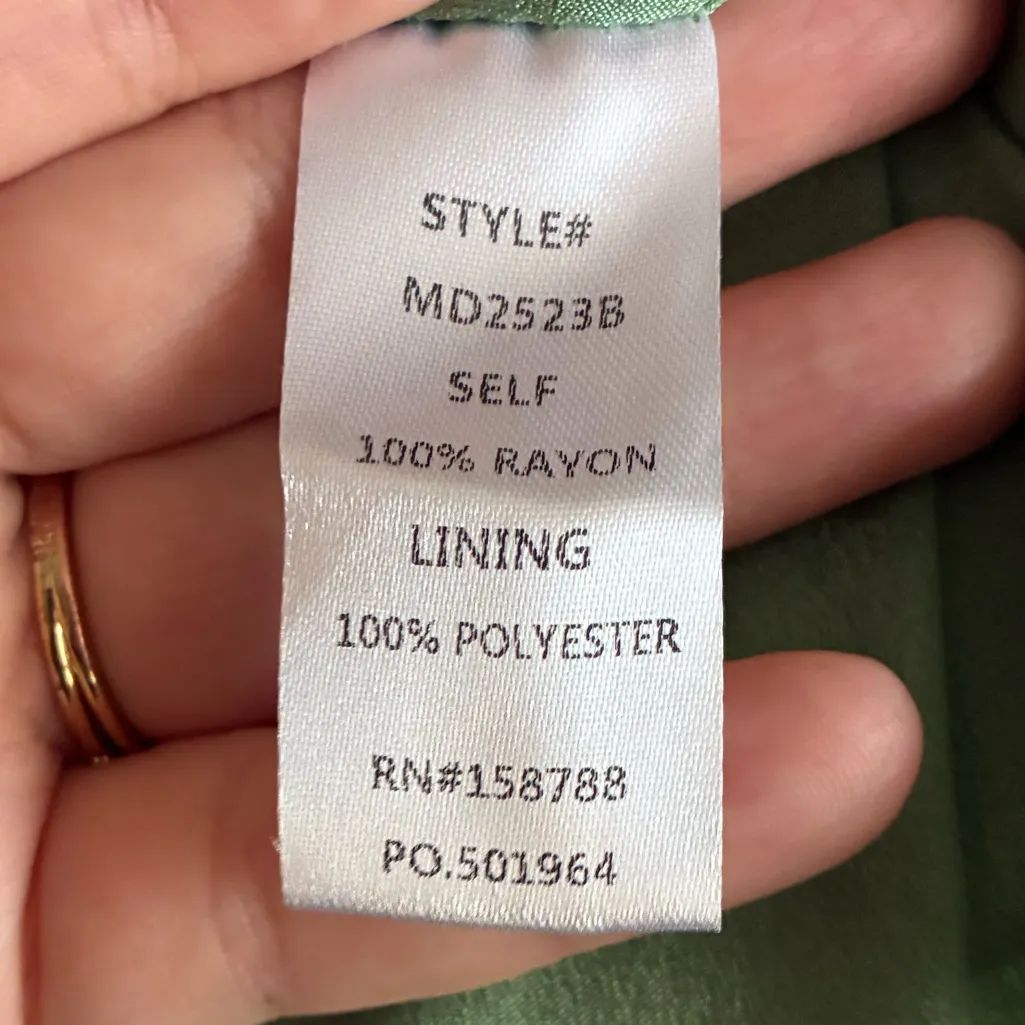 STYLE#
MD2523B
SELF
100% RAYON
LINING
100% POLYESTER
RN#158788
PO.501964